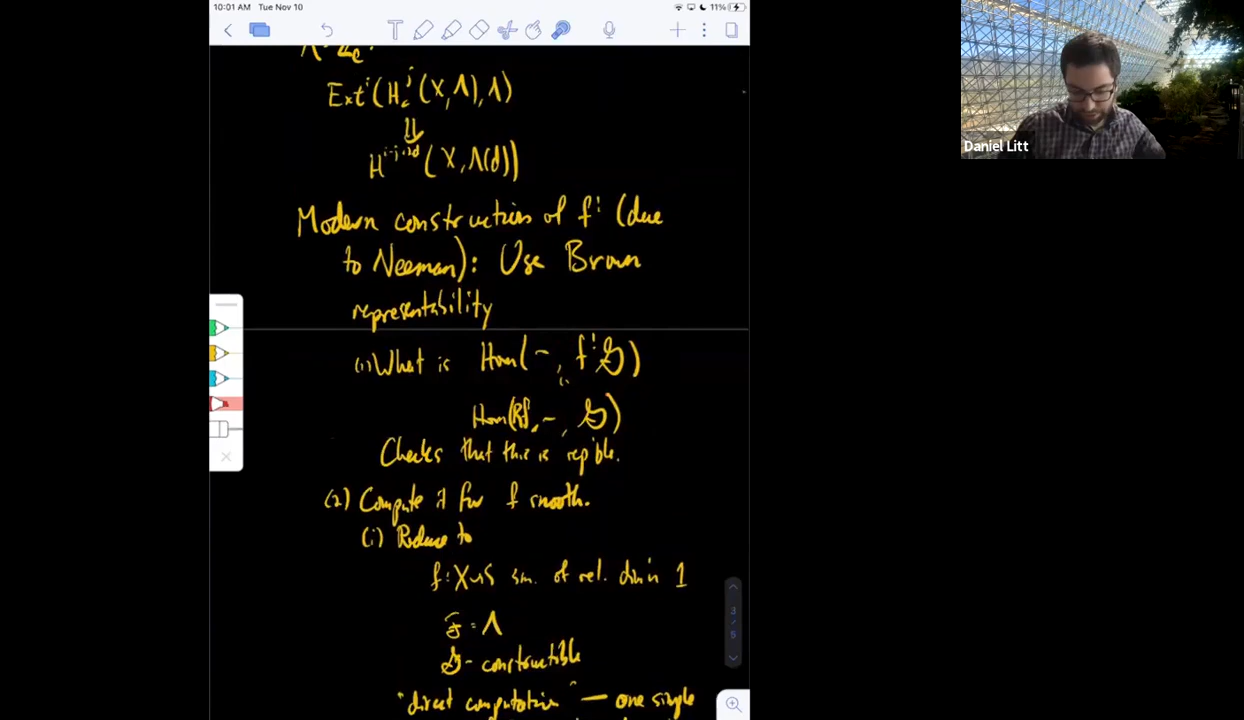 10:01 AM Tue Nov 10
11%
Ext^i(H_c^j(X,Λ),Λ)
⇓
(X, Λ(d))
Modern construction of f^! (due
to Neeman): Use Brown
representability
(1) What is Hom(-, f^!G)
Hom(Rf_! -, G)
Checks that this is rep'ble.
(2) Compute it for f smooth.
(i) Reduce to
f: X→S sm. of rel. dim'n 1
F = Λ
G - constructible
"direct computation" — one single
3
/
5
Daniel Litt